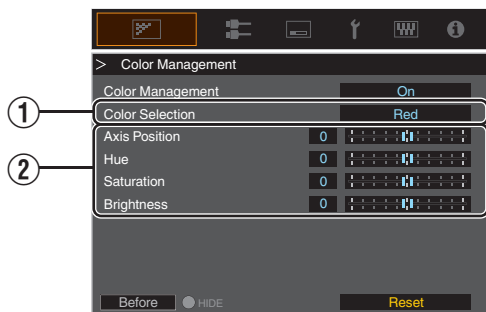 > Color Management
Color Management On
1 Color Selection Red
2 Axis Position 0
Hue 0
Saturation 0
Brightness 0
Before HIDE Reset